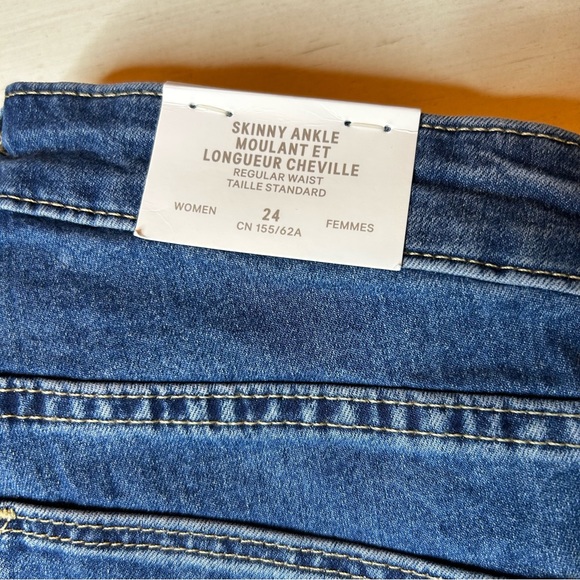 SKINNY ANKLE
MOULANT ET
LONGUEUR CHEVILLE
REGULAR WAIST
TAILLE STANDARD
WOMEN 24 FEMMES
CN 155/62A